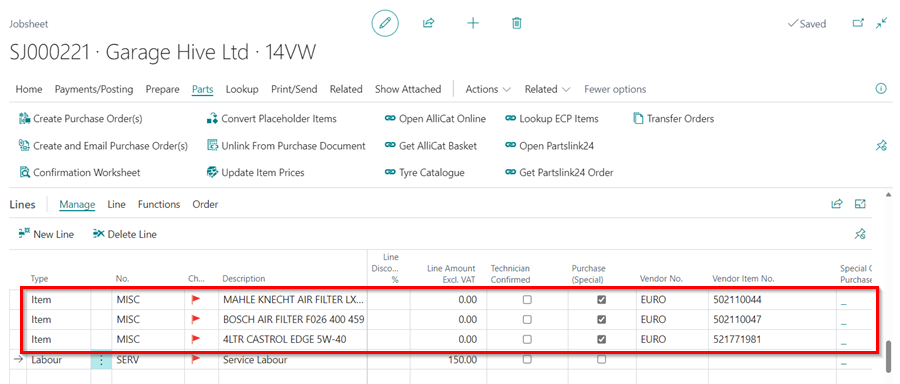 Jobsheet
Saved
SJ000221 · Garage Hive Ltd · 14VW
Home Payments/Posting Prepare Parts Lookup Print/Send Related Show Attached Actions Related Fewer options
Create Purchase Order(s) Convert Placeholder Items Open AlliCat Online Lookup ECP Items Transfer Orders
Create and Email Purchase Order(s) Unlink From Purchase Document Get AlliCat Basket Open Partslink24
Confirmation Worksheet Update Item Prices Tyre Catalogue Get Partslink24 Order
Lines Manage Line Functions Order
New Line Delete Line
Line
Disco... Line Amount Technician Purchase Special O
Type No. Ch... Description % Excl. VAT Confirmed (Special) Vendor No. Vendor Item No. Purchase
Item MISC MAHLE KNECHT AIR FILTER LX... 0.00 EURO 502110044 _
Item MISC BOSCH AIR FILTER F026 400 459 0.00 EURO 502110047 _
Item MISC 4LTR CASTROL EDGE 5W-40 0.00 EURO 521771981 _
Labour SERV Service Labour 150.00 _